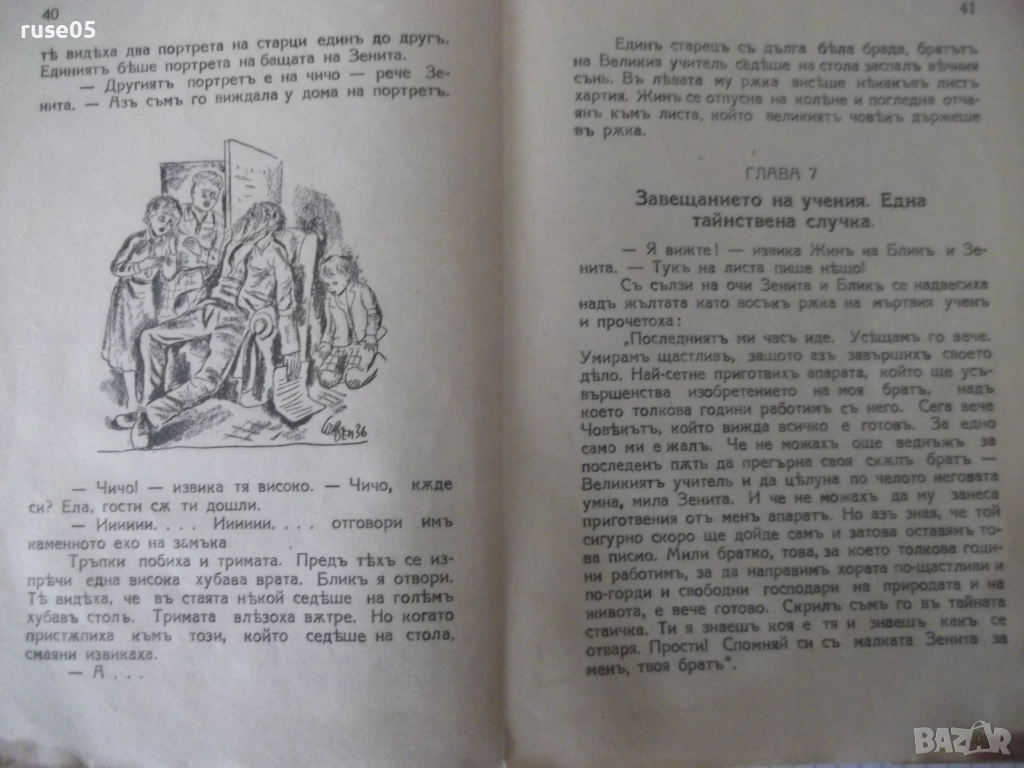 ruse05
40
тѣ видѣха два портрета на старци единъ до другъ.
Единиятъ бѣше портрета на бащата на Зенита.
— Другиятъ портретъ е на чичо — рече Зе-
нита. — Азъ съмъ го виждала у дома на портретъ.
— Чичо! — извика тя високо. — Чичо, кѫде
си? Ела, гости сѫ ти дошли.
— Ииииии. . . . Ииииии. . . . отговори имъ
каменното ехо на замъка
Тръпки побиха и тримата. Предъ тѣхъ се из-
прѣчи една висока хубава врата. Бликъ я отвори.
Тѣ видѣха, че въ стаята нѣкой седѣше на голѣмъ
хубавъ столъ. Тримата влѣзоха вѫтре. Но когато
пристѫпиха къмъ този, който седѣше на стола,
смаяни извикаха.
— А . . .
41
Единъ старецъ съ дълга бѣла брада, братътъ
на Великия учитель седѣше на стола заспалъ вѣчния
сънь. Въ лѣвата му рѫка висѣше нѣкакъвъ листъ
хартия. Жинъ се отпусна на колѣне и погледна отча-
янъ къмъ листа, който великиятъ човѣкъ държеше
въ рѫка.
ГЛАВА 7
Завещанието на учения. Една
тайнствена случка.
— Я вижте! — извика Жинъ на Бликъ и Зе-
нита. — Тукъ на листа пише нѣщо!
Съ сълзи на очи Зенита и Бликъ се надвесиха
надъ жълтата като восъкъ рѫка на мъртвия ученъ
и прочетоха:
„Последниятъ ми часъ иде. Усѣщамъ го вече.
Умирамъ щастливъ, защото азъ завършихъ своето
дѣло. Най-сетне приготвихъ апарата, който ще усъ-
вършенства изобретението на моя братъ, надъ
което толкова години работимъ съ него. Сега вече
Човѣкътъ, който вижда всичко е готовъ. За едно
само ми е жалъ. Че не можахъ още веднъжъ за
последенъ пѫть да прегърна своя скѫпъ братъ —
Великиятъ учитель и да цѣлуна по челото неговата
умна, мила Зенита. И че не можахъ да му занеса
приготвения отъ менъ апаратъ. Но азъ зная, че той
сигурно скоро ще дойде самъ и затова оставямъ то-
ва писмо. Мили братко, това, за което толкова годи-
ни работимъ, за да направимъ хората по-щастливи и
по-горди и свободни господари на природата и на
живота, е вече готово. Скрилъ съмъ го въ тайната
стаичка. Ти я знаешъ коя е тя и знаешъ какъ се
отваря. Прости! Спомняй си съ малката Зенита за
менъ, твоя братъ“.
BAZAR